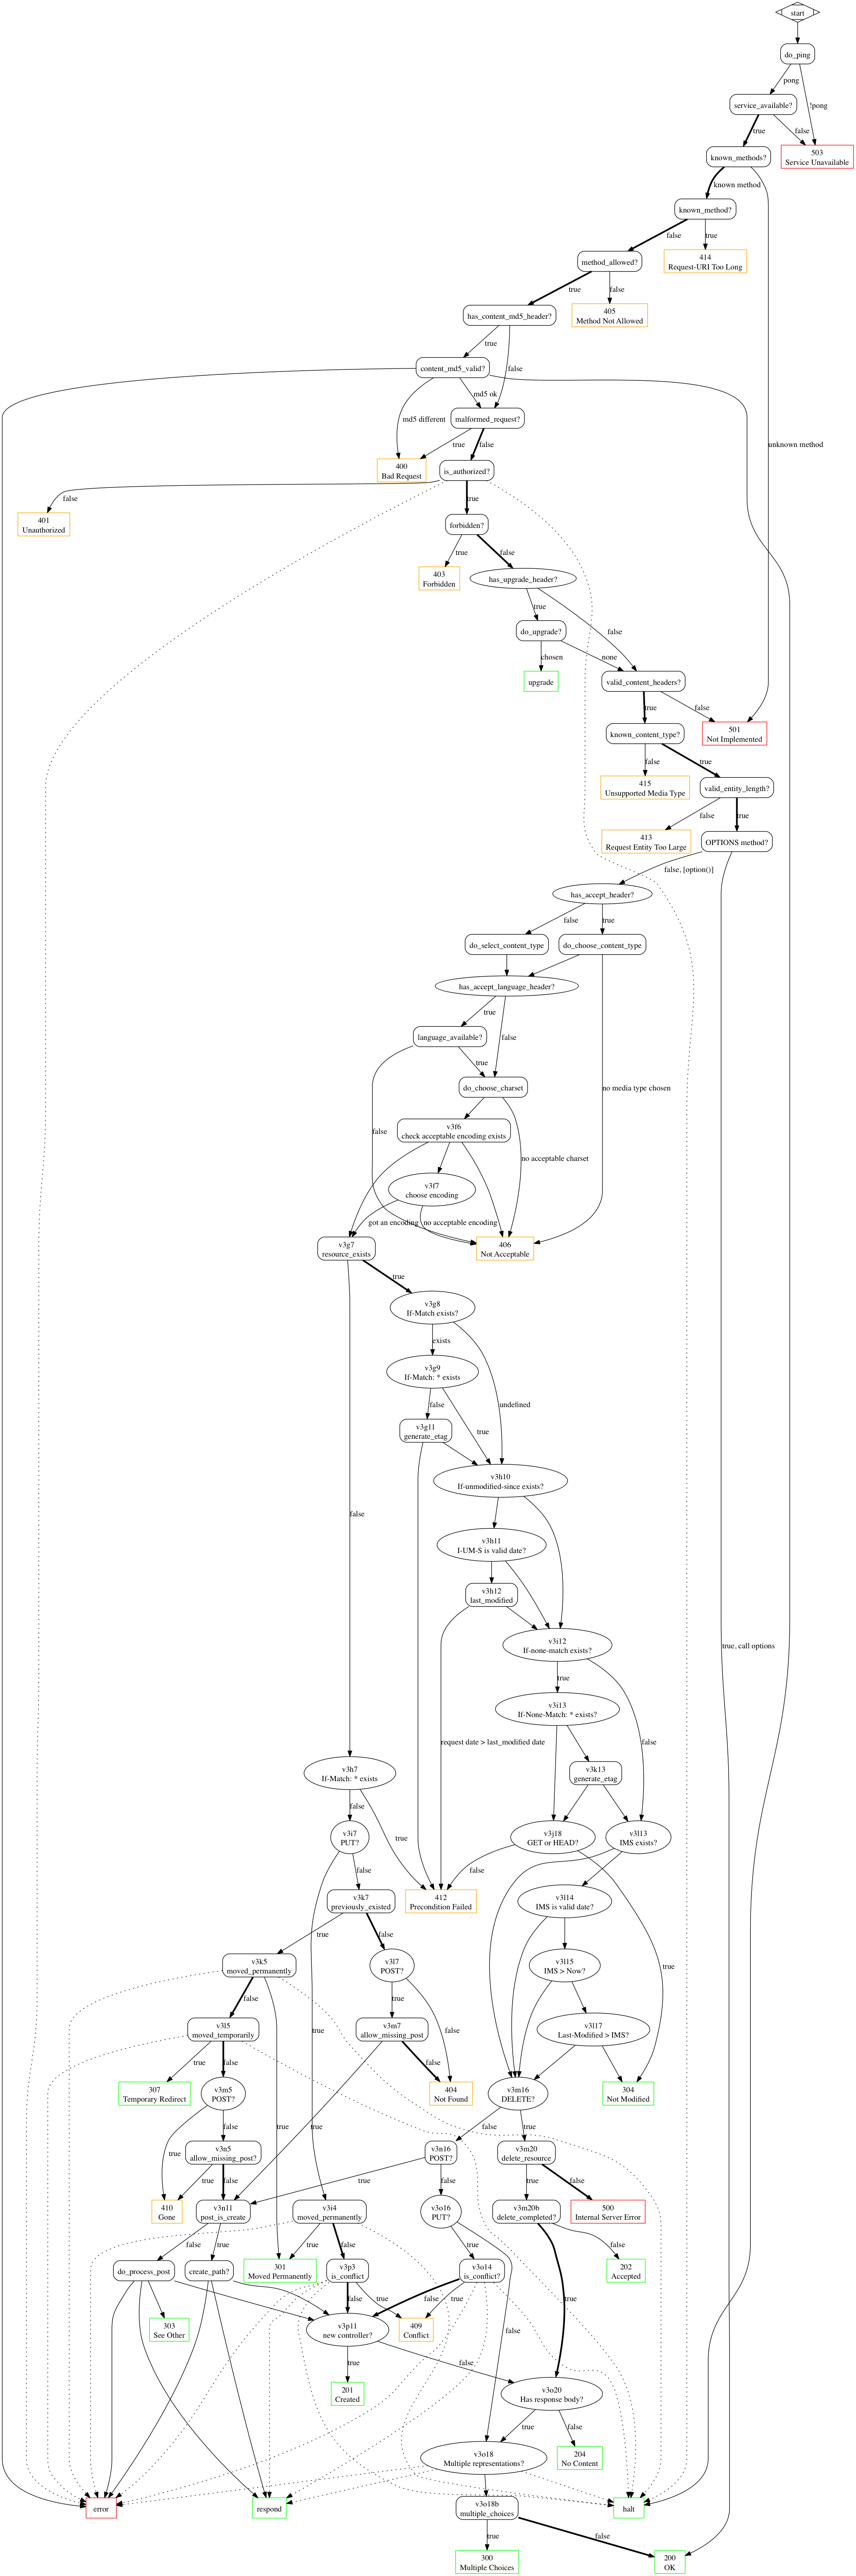 start
do_ping
pong
!pong
service_available?
true
false
503
Service Unavailable
known_methods?
known method
unknown method
known_method?
false
true
414
Request-URI Too Long
method_allowed?
true
false
405
Method Not Allowed
has_content_md5_header?
true
false
content_md5_valid?
md5 ok
md5 different
malformed_request?
true
false
400
Bad Request
is_authorized?
false
true
401
Unauthorized
forbidden?
true
false
403
Forbidden
has_upgrade_header?
true
false
do_upgrade?
chosen
none
upgrade
valid_content_headers?
true
false
501
Not Implemented
known_content_type?
false
true
415
Unsupported Media Type
valid_entity_length?
false
true
413
Request Entity Too Large
OPTIONS method?
false, [option()]
has_accept_header?
false
true
do_select_content_type
do_choose_content_type
has_accept_language_header?
true
false
language_available?
true
false
do_choose_charset
no media type chosen
v3f6
check acceptable encoding exists
no acceptable charset
v3f7
choose encoding
got an encoding
no acceptable encoding
406
Not Acceptable
v3g7
resource_exists
true
false
v3g8
If-Match exists?
exists
undefined
v3g9
If-Match: * exists
false
true
v3g11
generate_etag
v3h10
If-unmodified-since exists?
v3h11
I-UM-S is valid date?
v3h12
last_modified
v3i12
If-none-match exists?
true, call options
true
false
v3i13
If-None-Match: * exists?
request date > last_modified date
v3h7
If-Match: * exists
v3k13
generate_etag
false
true
v3i7
PUT?
v3j18
GET or HEAD?
v3l13
IMS exists?
false
true
false
true
v3k7
previously_existed
412
Precondition Failed
v3l14
IMS is valid date?
true
false
v3k5
moved_permanently
v3l7
POST?
v3l15
IMS > Now?
false
true
true
false
v3l5
moved_temporarily
v3m7
allow_missing_post
v3l17
Last-Modified > IMS?
true
false
false
true
307
Temporary Redirect
v3m5
POST?
404
Not Found
v3m16
DELETE?
304
Not Modified
true
false
true
false
true
v3n5
allow_missing_post?
v3n16
POST?
v3m20
delete_resource
true
false
true
false
true
false
410
Gone
v3n11
post_is_create
v3i4
moved_permanently
v3o16
PUT?
v3m20b
delete_completed?
500
Internal Server Error
false
true
true
false
true
false
do_process_post
create_path?
301
Moved Permanently
v3p3
is_conflict
v3o14
is_conflict?
202
Accepted
false
true
false
true
false
303
See Other
v3p11
new controller?
409
Conflict
true
false
201
Created
v3o20
Has response body?
true
false
v3o18
Multiple representations?
204
No Content
error
respond
v3o18b
multiple_choices
halt
true
false
300
Multiple Choices
200
OK